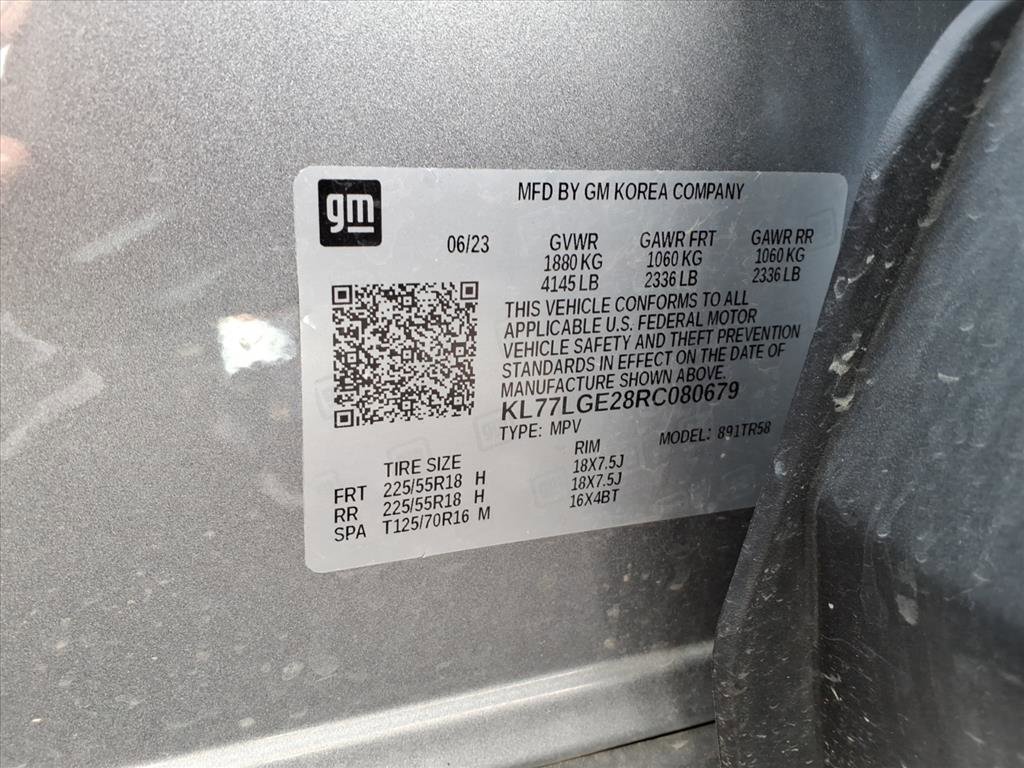 gm
MFD BY GM KOREA COMPANY
06/23 GVWR GAWR FRT GAWR RR
1880 KG 1060 KG 1060 KG
4145 LB 2336 LB 2336 LB
THIS VEHICLE CONFORMS TO ALL
APPLICABLE U.S. FEDERAL MOTOR
VEHICLE SAFETY AND THEFT PREVENTION
STANDARDS IN EFFECT ON THE DATE OF
MANUFACTURE SHOWN ABOVE.
KL77LGE28RC080679
TYPE: MPV MODEL: 891TR58
TIRE SIZE RIM
FRT 225/55R18 H 18X7.5J
RR 225/55R18 H 18X7.5J
SPA T125/70R16 M 16X4BT